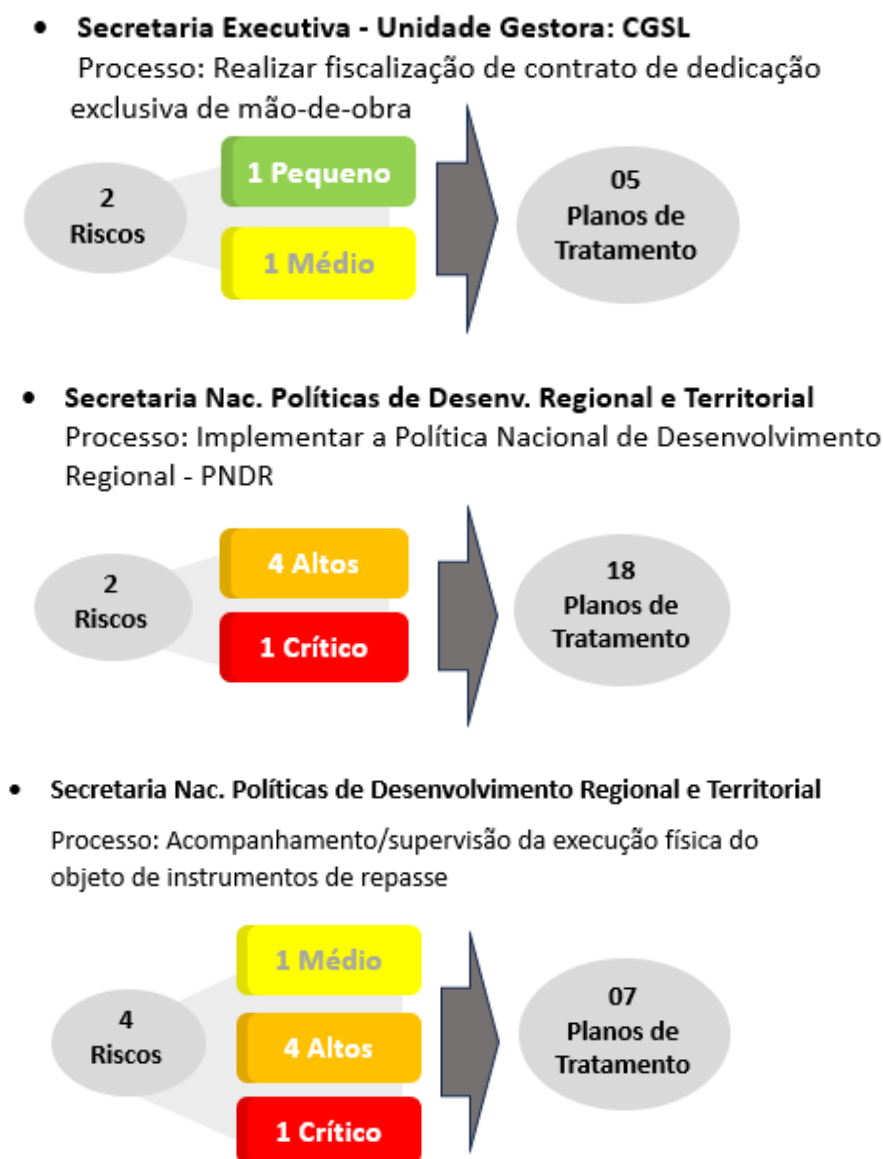 • Secretaria Executiva - Unidade Gestora: CGSL
Processo: Realizar fiscalização de contrato de dedicação
exclusiva de mão-de-obra
2
Riscos
1 Pequeno
1 Médio
05
Planos de
Tratamento
• Secretaria Nac. Políticas de Desenv. Regional e Territorial
Processo: Implementar a Política Nacional de Desenvolvimento
Regional - PNDR
2
Riscos
4 Altos
1 Crítico
18
Planos de
Tratamento
• Secretaria Nac. Políticas de Desenvolvimento Regional e Territorial
Processo: Acompanhamento/supervisão da execução física do
objeto de instrumentos de repasse
4
Riscos
1 Médio
4 Altos
1 Crítico
07
Planos de
Tratamento